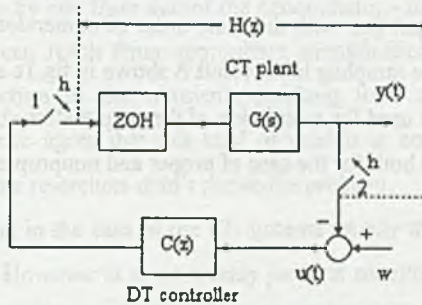 H(z)
CT plant
1
h
ZOH
G(s)
y(t)
h
2
C(z)
−
u(t)
w
DT controller